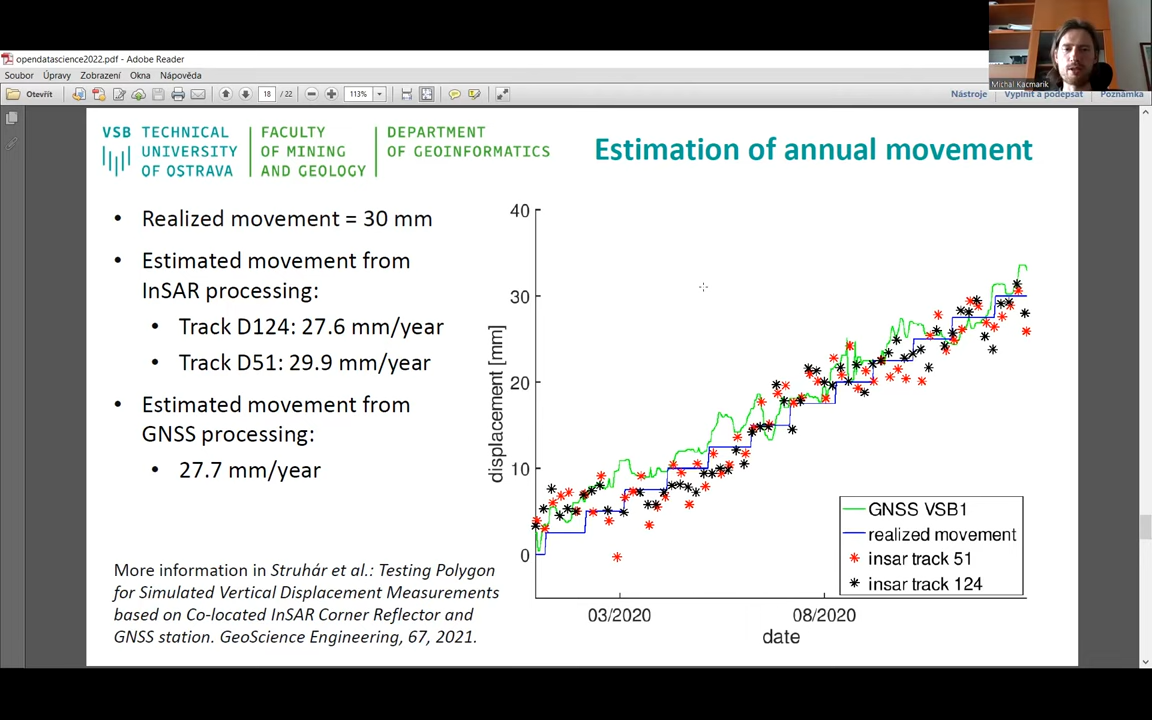 opendatascience2022.pdf - Adobe Reader
Soubor Úpravy Zobrazení Okna Nápověda
Otevřít 18 / 22 113% Nástroje Vyplnit a podepsat Poznámka
Michal Kacmarik
VSB TECHNICAL UNIVERSITY OF OSTRAVA
FACULTY OF MINING AND GEOLOGY
DEPARTMENT OF GEOINFORMATICS
Estimation of annual movement
• Realized movement = 30 mm
• Estimated movement from
InSAR processing:
• Track D124: 27.6 mm/year
• Track D51: 29.9 mm/year
• Estimated movement from
GNSS processing:
• 27.7 mm/year
More information in Struhár et al.: Testing Polygon
for Simulated Vertical Displacement Measurements
based on Co-located InSAR Corner Reflector and
GNSS station. GeoScience Engineering, 67, 2021.
displacement [mm]
40
30
20
10
0
03/2020 08/2020
date
GNSS VSB1
realized movement
insar track 51
insar track 124